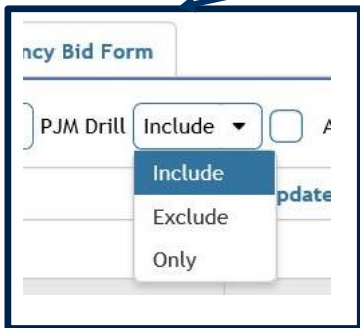 ncy Bid Form
PJM Drill Include A
Include
pdate
Exclude
Only